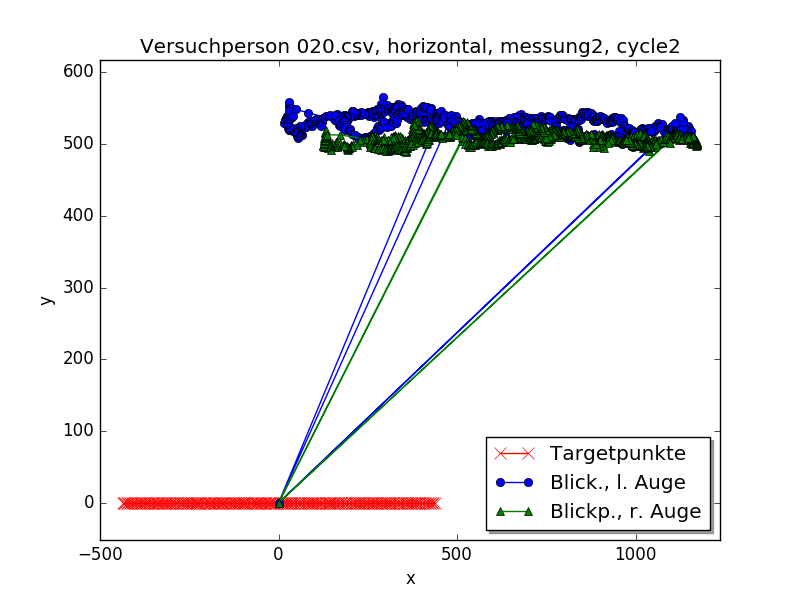 Versuchperson 020.csv, horizontal, messung2, cycle2
600
500
400
300
200
100
0
y
−500
0
500
1000
x
Targetpunkte
Blick., l. Auge
Blickp., r. Auge